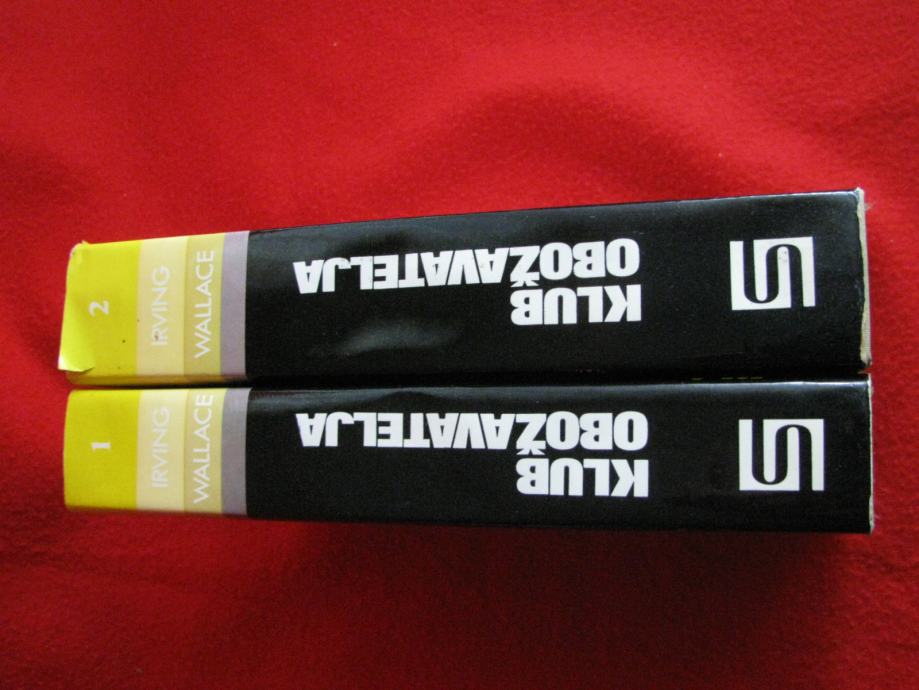 2
IRVING
WALLACE
KLUB
OBOŽAVATELJA
1
IRVING
WALLACE
KLUB
OBOŽAVATELJA